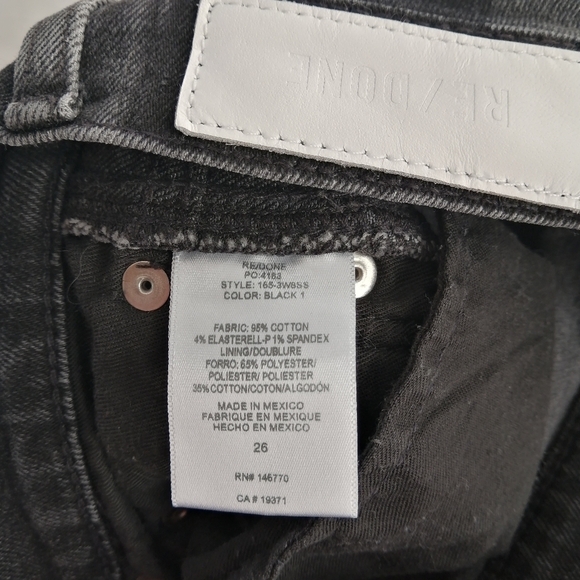 RE/DONE
RE/DONE
PO:4183
STYLE: 165-3W8SS
COLOR: BLACK 1
FABRIC: 95% COTTON
4% ELASTERELL-P 1% SPANDEX
LINING/DOUBLURE
FORRO: 65% POLYESTER/
POLIESTER/ POLIESTER
35%COTTON/COTON/ALGODÓN
MADE IN MEXICO
FABRIQUE EN MEXIQUE
HECHO EN MEXICO
26
RN# 146770
CA # 19371